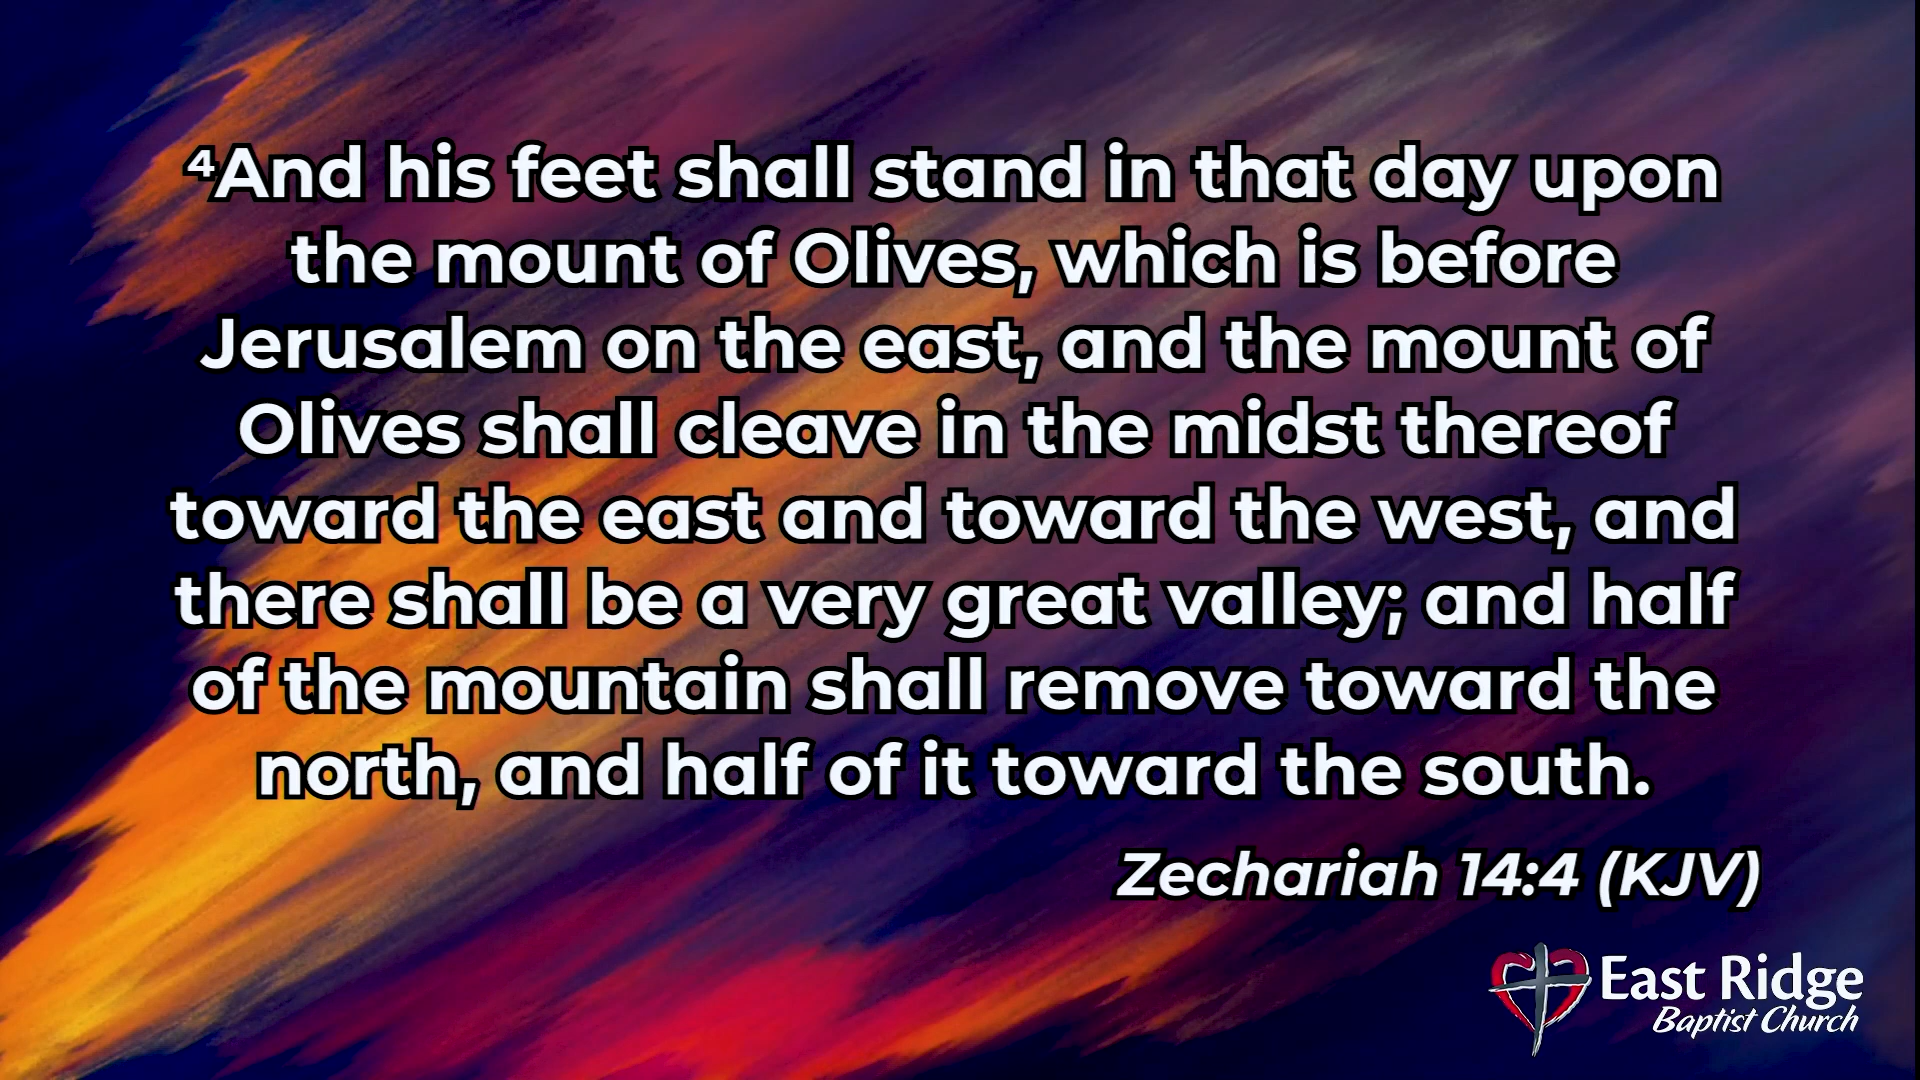 ⁴And his feet shall stand in that day upon
the mount of Olives, which is before
Jerusalem on the east, and the mount of
Olives shall cleave in the midst thereof
toward the east and toward the west, and
there shall be a very great valley; and half
of the mountain shall remove toward the
north, and half of it toward the south.
Zechariah 14:4 (KJV)
East Ridge
Baptist Church